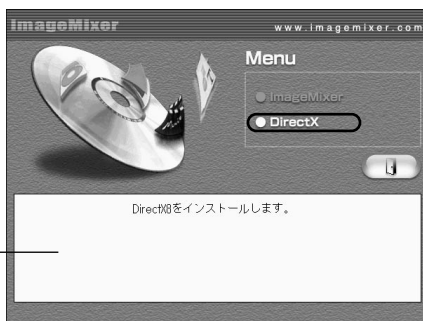 ImageMixer
www.imagemixer.com
Menu
ImageMixer
DirectX
DirectX8をインストールします。